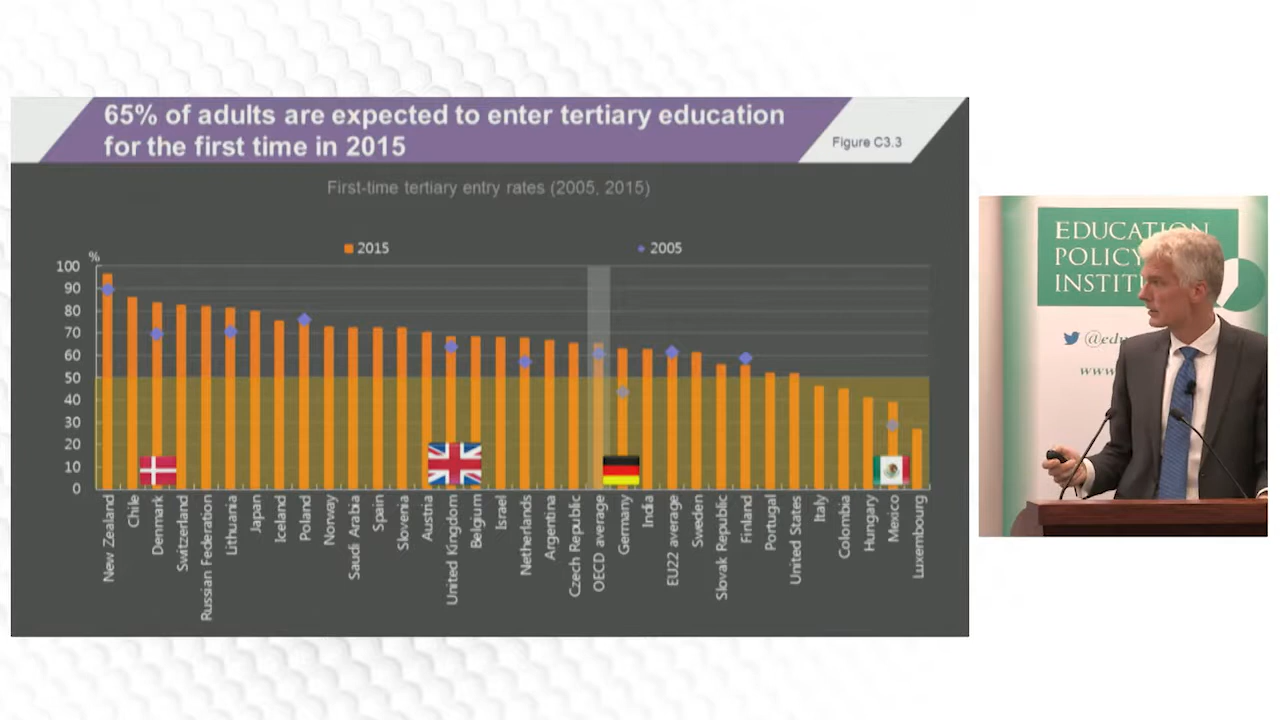 65% of adults are expected to enter tertiary education
for the first time in 2015
Figure C3.3
First-time tertiary entry rates (2005, 2015)
2015
2005
%
100
90
80
70
60
50
40
30
20
10
0
New Zealand
Chile
Denmark
Switzerland
Russian Federation
Lithuania
Japan
Iceland
Poland
Norway
Saudi Arabia
Spain
Slovenia
Austria
United Kingdom
Belgium
Israel
Netherlands
Argentina
Czech Republic
OECD average
Germany
India
EU22 average
Sweden
Slovak Republic
Finland
Portugal
United States
Italy
Colombia
Hungary
Mexico
Luxembourg
EDUCATION
POLICY
INSTIT
@edu
www.